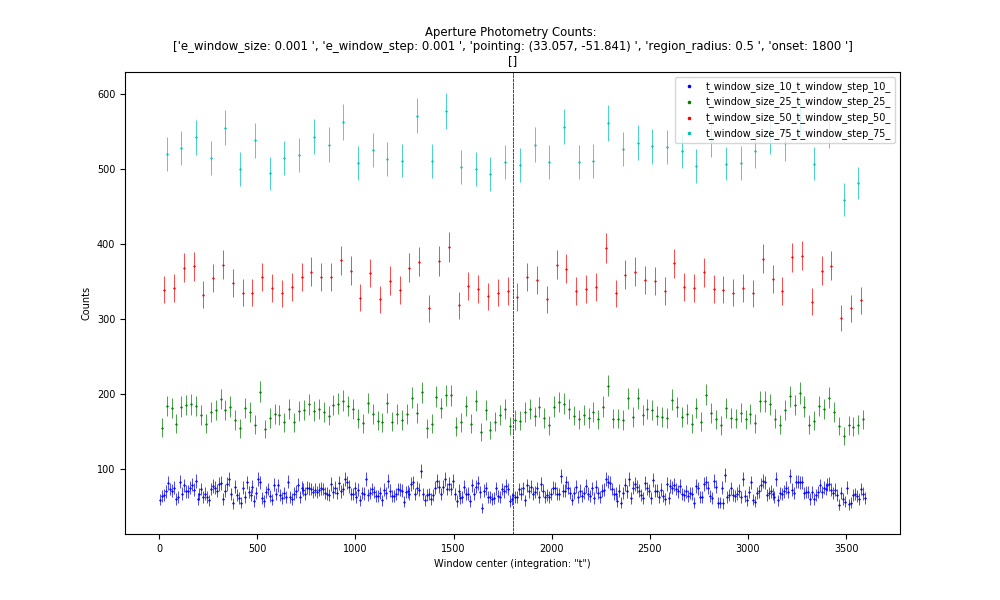 Aperture Photometry Counts:
['e_window_size: 0.001 ', 'e_window_step: 0.001 ', 'pointing: (33.057, -51.841) ', 'region_radius: 0.5 ', 'onset: 1800 ']
[]
t_window_size_10_t_window_step_10_
t_window_size_25_t_window_step_25_
t_window_size_50_t_window_step_50_
t_window_size_75_t_window_step_75_
600
500
400
300
200
100
Counts
0
500
1000
1500
2000
2500
3000
3500
Window center (integration: "t")